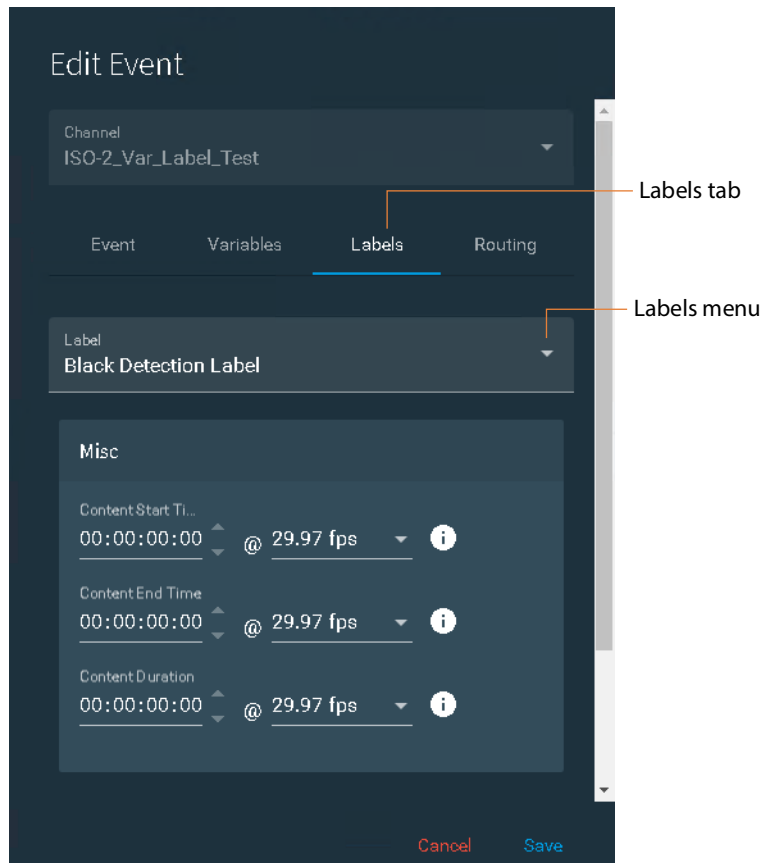 Edit Event
Channel
ISO-2_Var_Label_Test
Labels tab
Event Variables Labels Routing
Labels menu
Label
Black Detection Label
Misc
Content Start Ti...
00:00:00:00 @ 29.97 fps i
Content End Time
00:00:00:00 @ 29.97 fps i
Content Duration
00:00:00:00 @ 29.97 fps i
Cancel Save